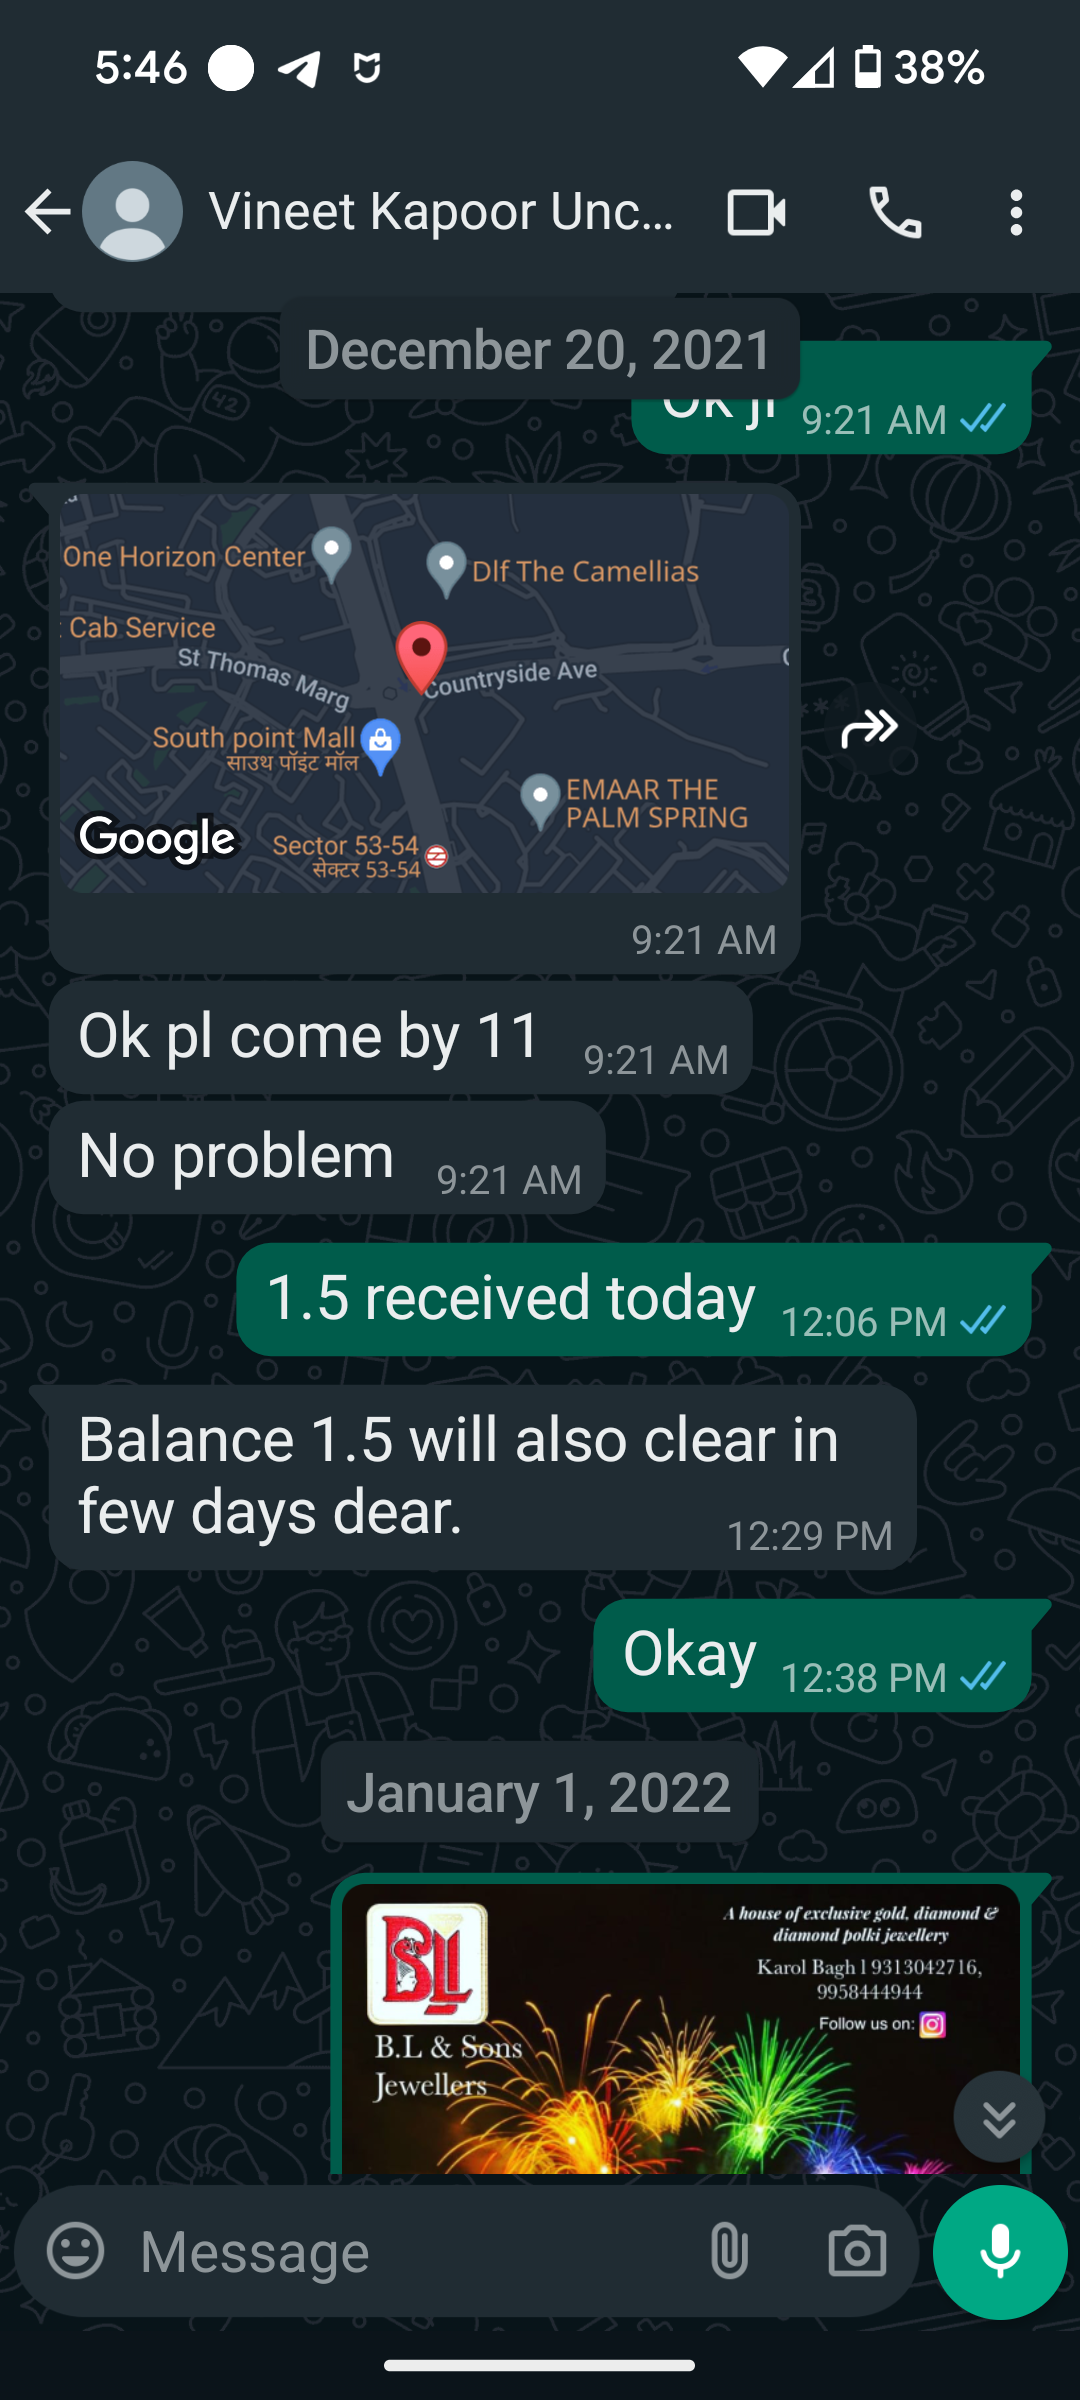 5:46
38%
Vineet Kapoor Unc...
December 20, 2021
Ok ji 9:21 AM
One Horizon Center
Dlf The Camellias
Cab Service
St Thomas Marg
Countryside Ave
South point Mall
साउथ पॉइंट मॉल
EMAAR THE
PALM SPRING
Google
Sector 53-54
सेक्टर 53-54
9:21 AM
Ok pl come by 11 9:21 AM
No problem 9:21 AM
1.5 received today 12:06 PM
Balance 1.5 will also clear in
few days dear.
12:29 PM
Okay 12:38 PM
January 1, 2022
BSL
A house of exclusive gold, diamond &
diamond polki jewellery
Karol Bagh l 9313042716,
9958444944
Follow us on:
B.L & Sons
Jewellers
Message